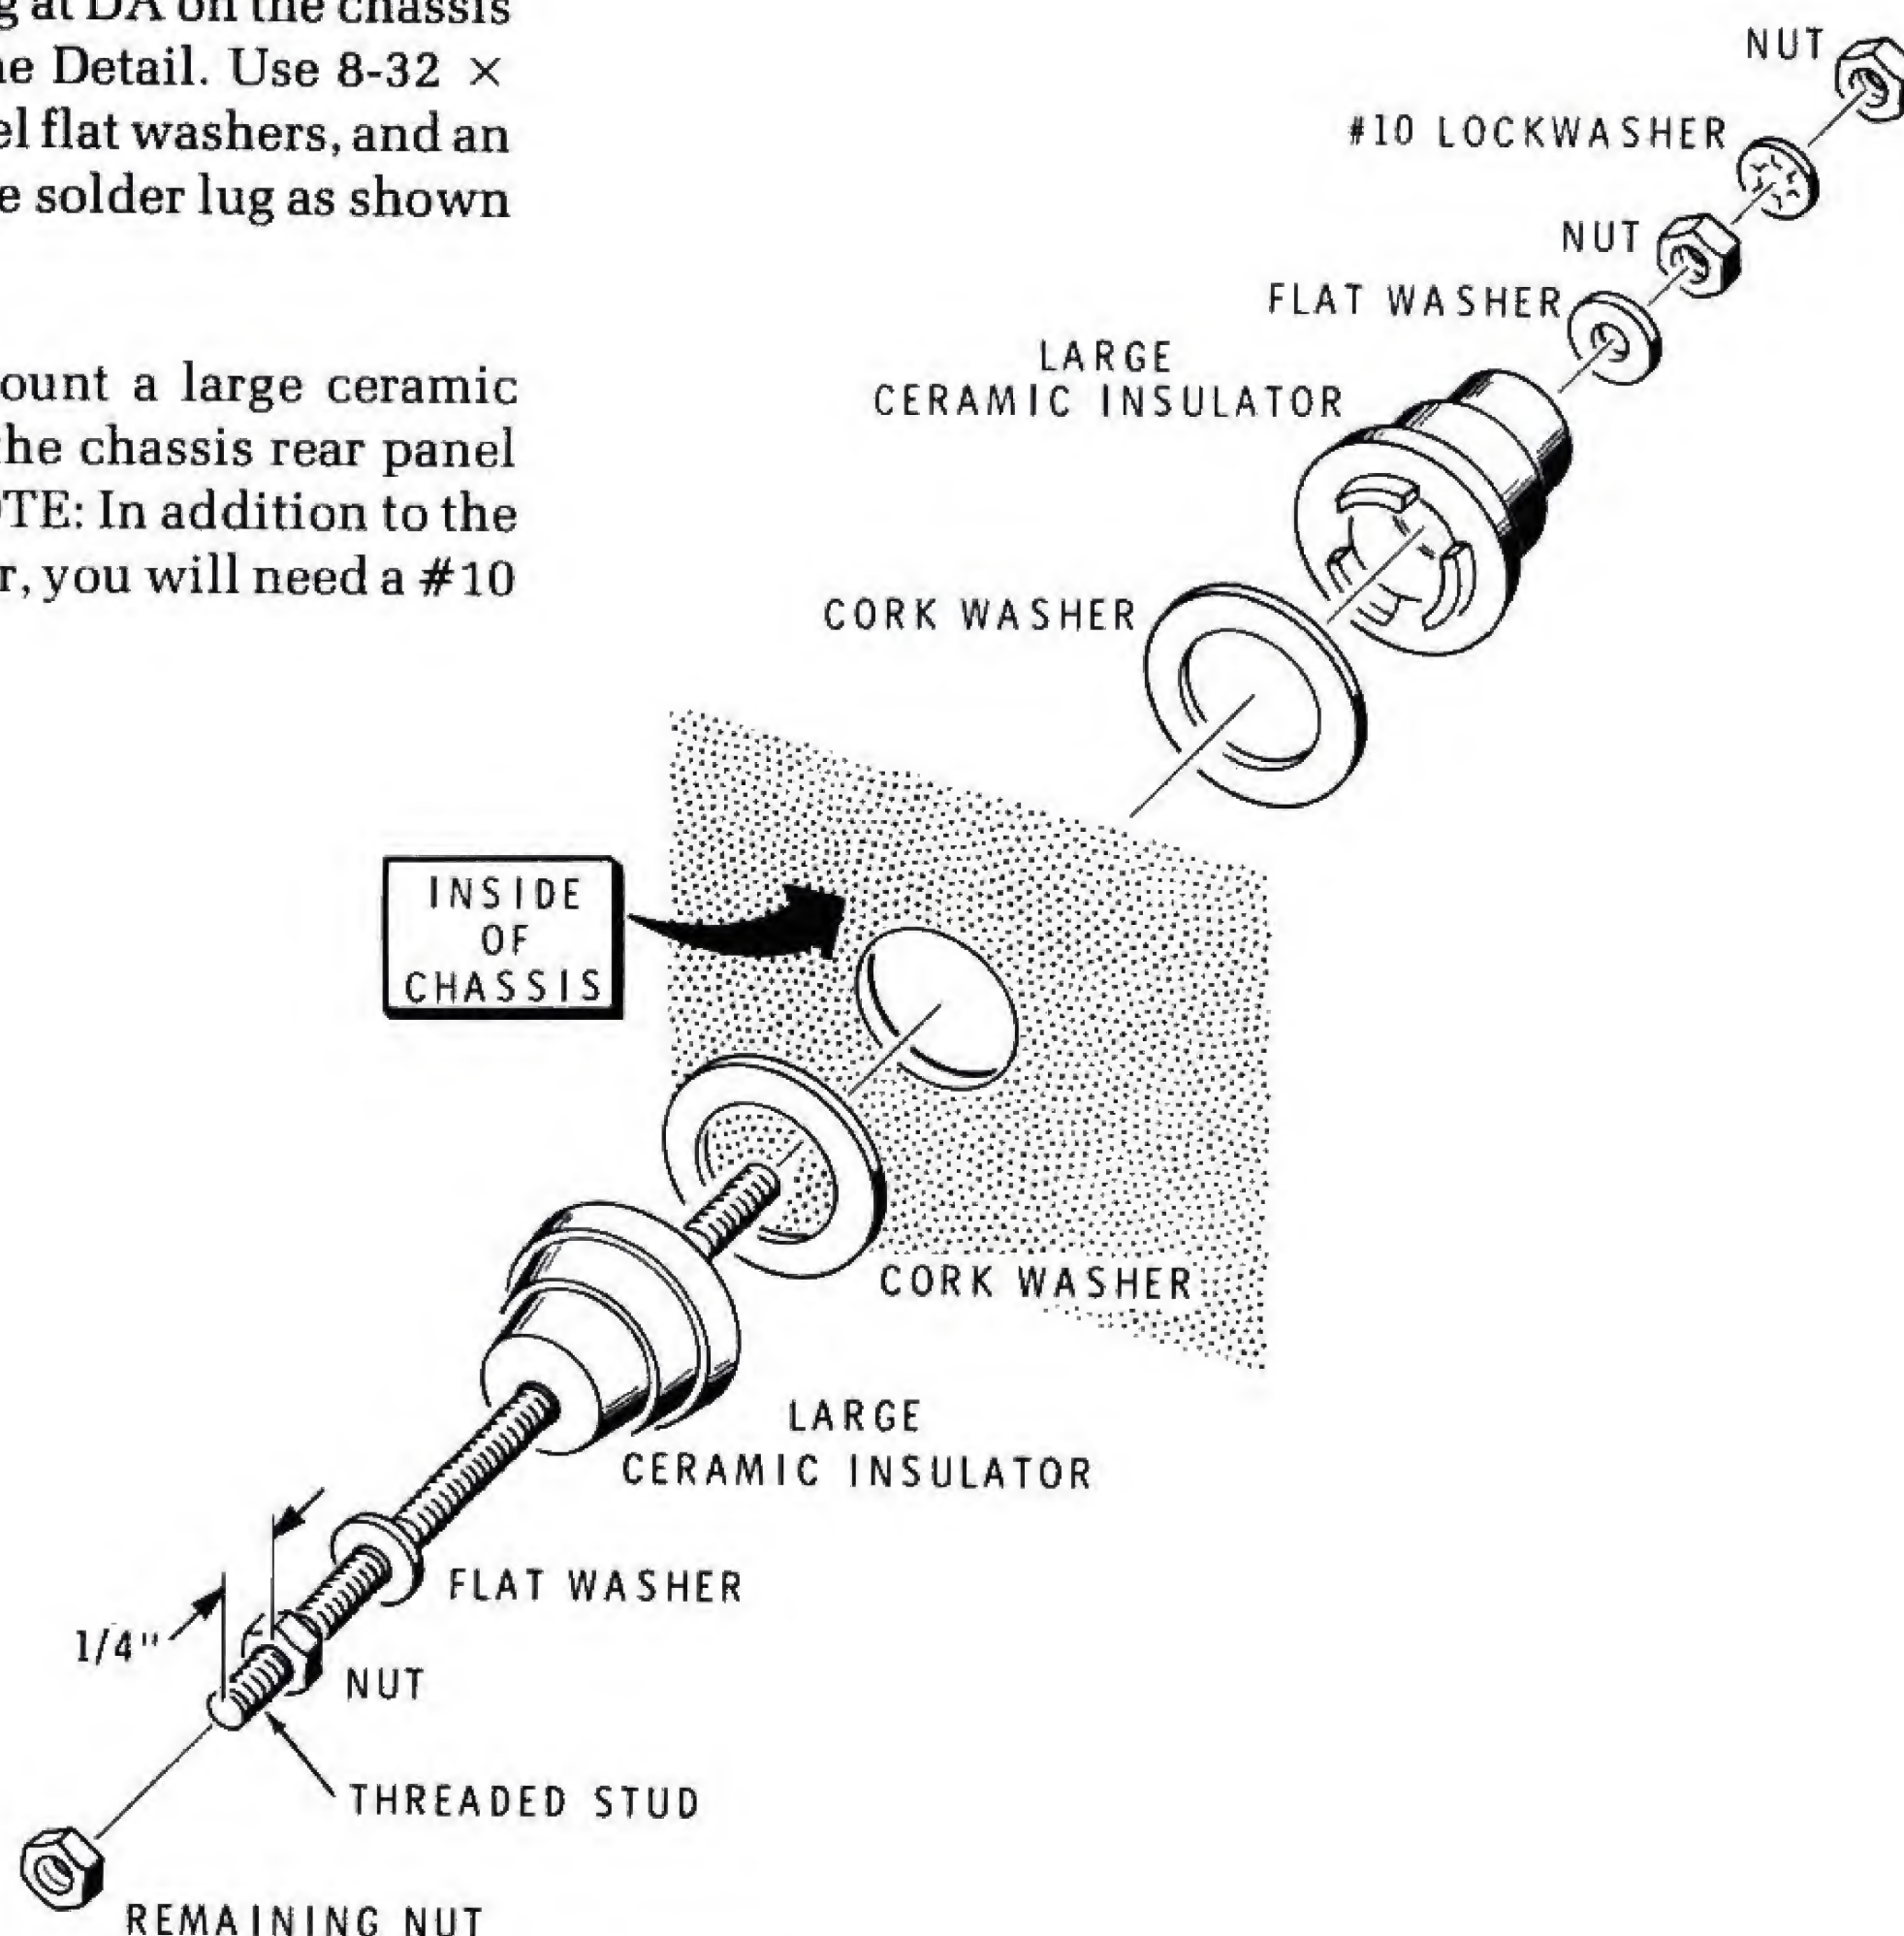 g at DA on the chassis
e Detail. Use 8-32 ×
el flat washers, and an
e solder lug as shown
ount a large ceramic
he chassis rear panel
OTE: In addition to the
r, you will need a #10
NUT
#10 LOCKWASHER
NUT
FLAT WASHER
LARGE
CERAMIC INSULATOR
CORK WASHER
INSIDE
OF
CHASSIS
CORK WASHER
LARGE
CERAMIC INSULATOR
FLAT WASHER
1/4"
NUT
THREADED STUD
REMAINING NUT